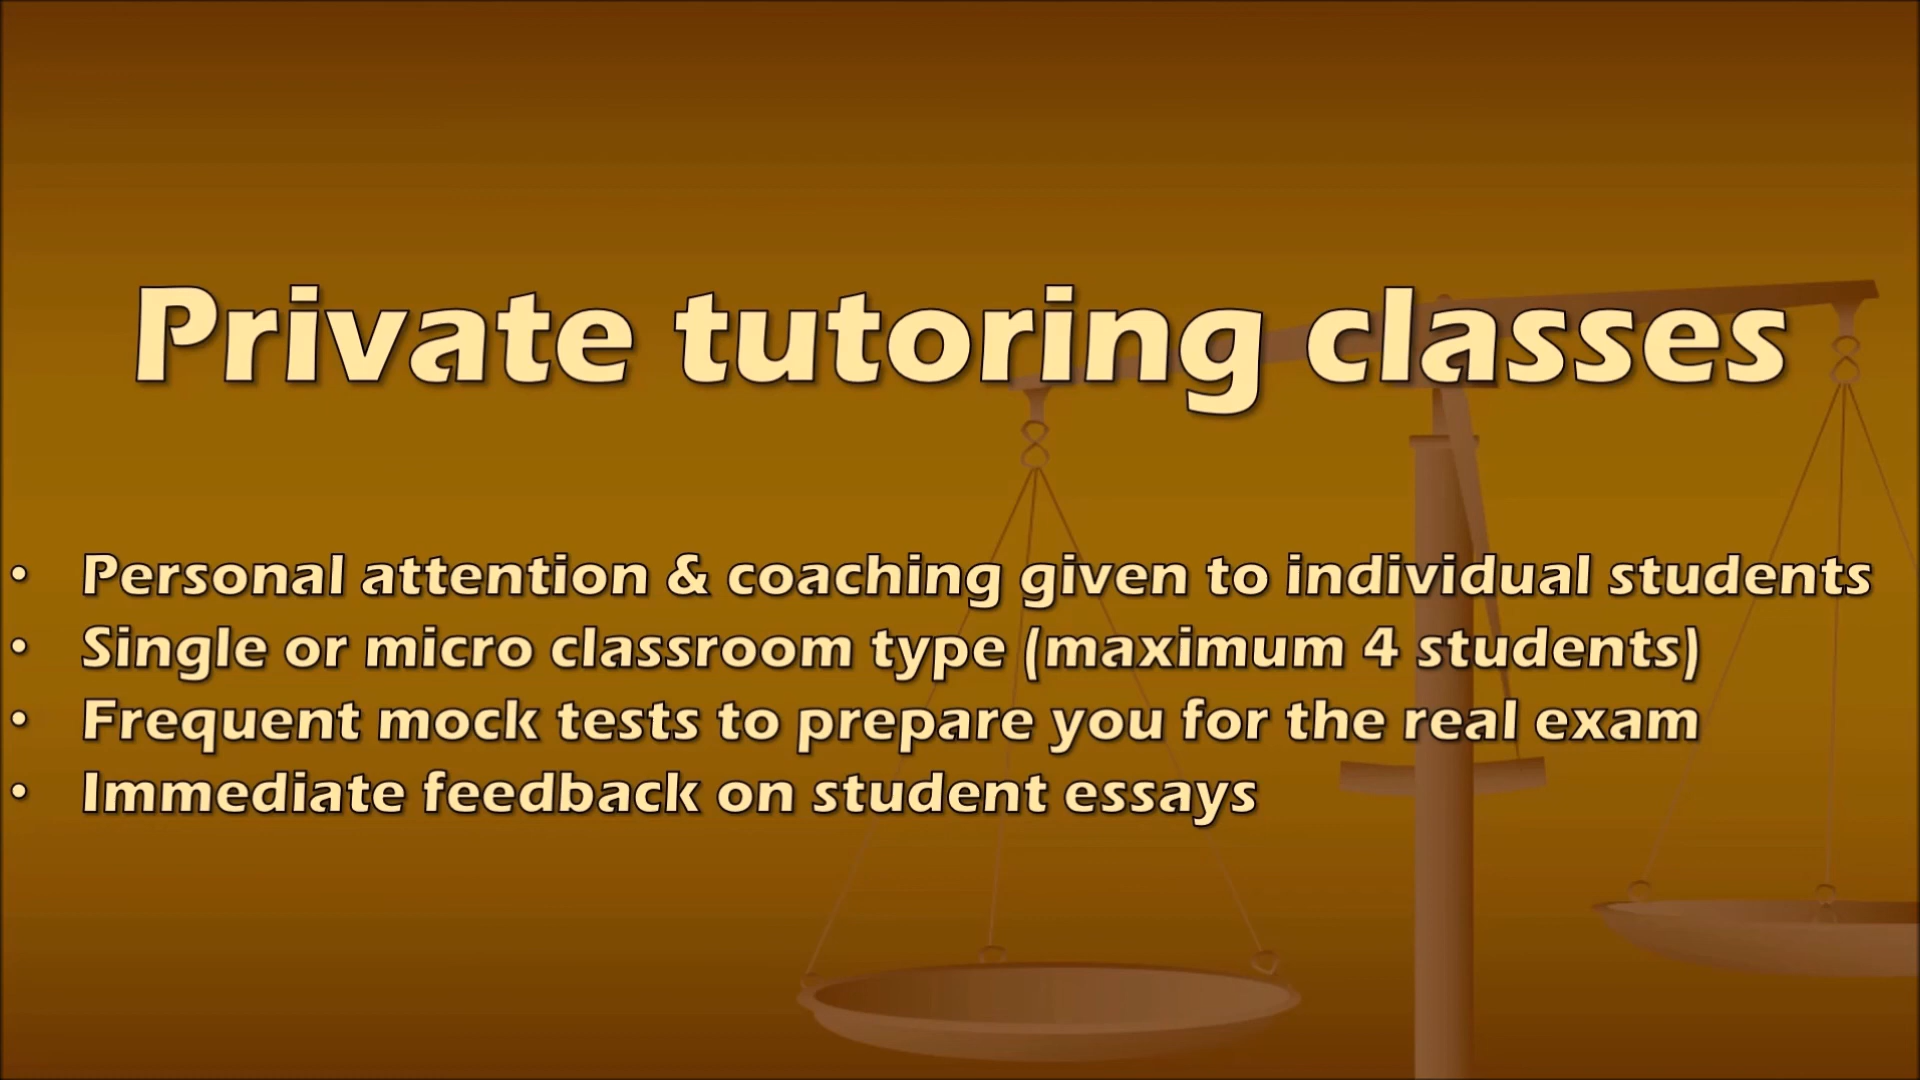 Private tutoring classes
• Personal attention & coaching given to individual students
• Single or micro classroom type (maximum 4 students)
• Frequent mock tests to prepare you for the real exam
• Immediate feedback on student essays